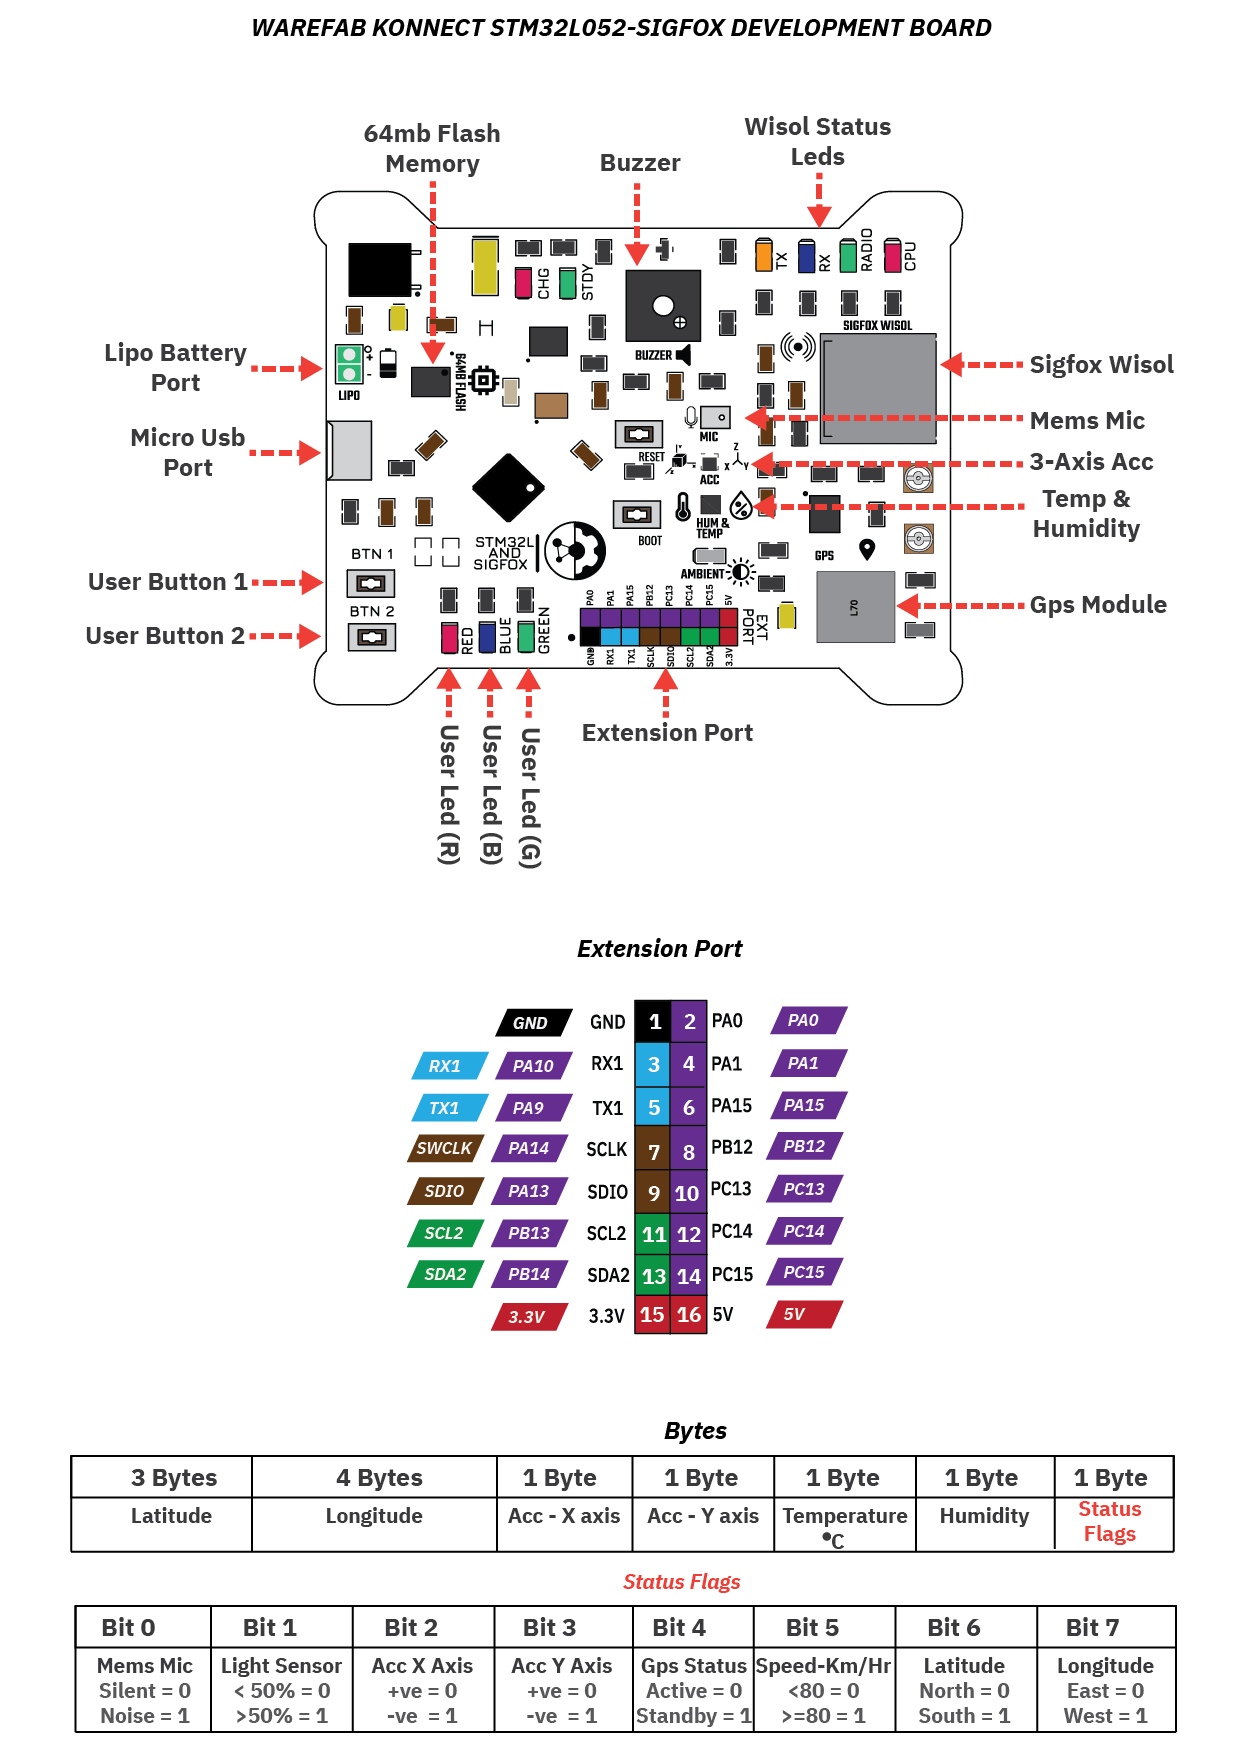 WAREFAB KONNECT STM32L052-SIGFOX DEVELOPMENT BOARD
64mb Flash
Memory
Buzzer
Wisol Status
Leds
CHG
STDY
TX
RX
RADIO
CPU
SIGFOX WISOL
BUZZER
Lipo Battery
Port
+
-
LIPO
64MB FLASH
Sigfox Wisol
MIC
Mems Mic
Micro Usb
Port
RESET
Y
X
Z
ACC
X
Z
Y
3-Axis Acc
HUM &
TEMP
Temp &
Humidity
BOOT
GPS
STM32L
AND
SIGFOX
AMBIENT
BTN 1
User Button 1
BTN 2
User Button 2
L70
Gps Module
RED
BLUE
GREEN
PA0
PA1
PA15
PB12
PC13
PC14
PC15
5V
EXT
PORT
GND
RX1
TX1
SCLK
SDIO
SCL2
SDA2
3.3V
User Led (R)
User Led (B)
User Led (G)
Extension Port
Extension Port
GND GND 1 2 PA0 PA0
RX1 PA10 RX1 3 4 PA1 PA1
TX1 PA9 TX1 5 6 PA15 PA15
SWCLK PA14 SCLK 7 8 PB12 PB12
SDIO PA13 SDIO 9 10 PC13 PC13
SCL2 PB13 SCL2 11 12 PC14 PC14
SDA2 PB14 SDA2 13 14 PC15 PC15
3.3V 3.3V 15 16 5V 5V
Bytes
3 Bytes 4 Bytes 1 Byte 1 Byte 1 Byte 1 Byte 1 Byte
Latitude Longitude Acc - X axis Acc - Y axis Temperature °C Humidity Status Flags
Status Flags
Bit 0 Bit 1 Bit 2 Bit 3 Bit 4 Bit 5 Bit 6 Bit 7
Mems Mic Light Sensor Acc X Axis Acc Y Axis Gps Status Speed-Km/Hr Latitude Longitude
Silent = 0 < 50% = 0 +ve = 0 +ve = 0 Active = 0 <80 = 0 North = 0 East = 0
Noise = 1 >50% = 1 -ve = 1 -ve = 1 Standby = 1 >=80 = 1 South = 1 West = 1